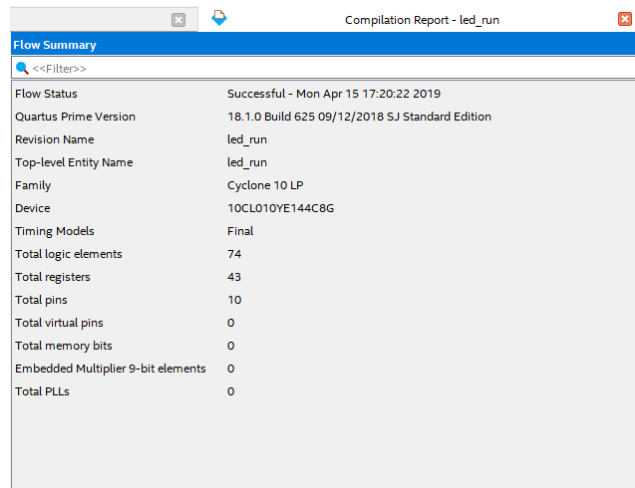 Compilation Report - led_run
Flow Summary
<<Filter>>
Flow Status Successful - Mon Apr 15 17:20:22 2019
Quartus Prime Version 18.1.0 Build 625 09/12/2018 SJ Standard Edition
Revision Name led_run
Top-level Entity Name led_run
Family Cyclone 10 LP
Device 10CL010YE144C8G
Timing Models Final
Total logic elements 74
Total registers 43
Total pins 10
Total virtual pins 0
Total memory bits 0
Embedded Multiplier 9-bit elements 0
Total PLLs 0